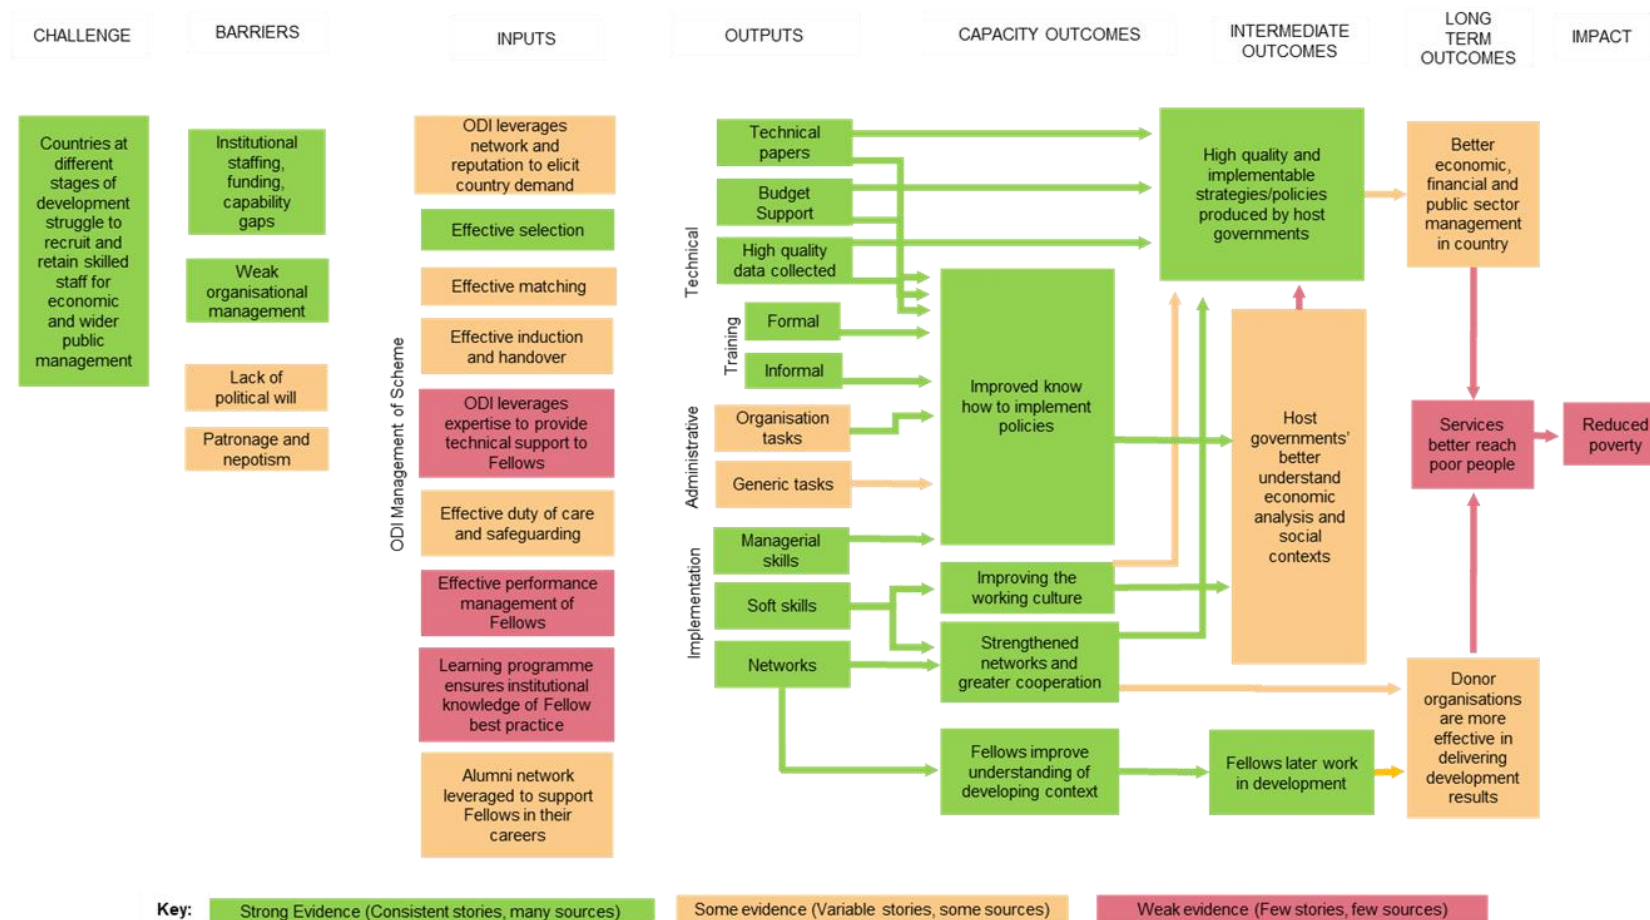 CHALLENGE
BARRIERS
INPUTS
OUTPUTS
CAPACITY OUTCOMES
INTERMEDIATE
OUTCOMES
LONG
TERM
OUTCOMES
IMPACT
Countries at
different
stages of
development
struggle to
recruit and
retain skilled
staff for
economic
and wider
public
management
Institutional
staffing,
funding,
capability
gaps
Weak
organisational
management
Lack of
political will
Patronage and
nepotism
ODI Management of Scheme
ODI leverages
network and
reputation to elicit
country demand
Effective selection
Effective matching
Effective induction
and handover
ODI leverages
expertise to provide
technical support to
Fellows
Effective duty of care
and safeguarding
Effective performance
management of
Fellows
Learning programme
ensures institutional
knowledge of Fellow
best practice
Alumni network
leveraged to support
Fellows in their
careers
Technical
Technical
papers
Budget
Support
High quality
data collected
Training
Formal
Informal
Administrative
Organisation
tasks
Generic tasks
Implementation
Managerial
skills
Soft skills
Networks
Improved know
how to implement
policies
Improving the
working culture
Strengthened
networks and
greater cooperation
Fellows improve
understanding of
developing context
High quality and
implementable
strategies/policies
produced by host
governments
Host
governments'
better
understand
economic
analysis and
social
contexts
Fellows later work
in development
Better
economic,
financial and
public sector
management
in country
Services
better reach
poor people
Donor
organisations
are more
effective in
delivering
development
results
Reduced
poverty
Key:
Strong Evidence (Consistent stories, many sources)
Some evidence (Variable stories, some sources)
Weak evidence (Few stories, few sources)